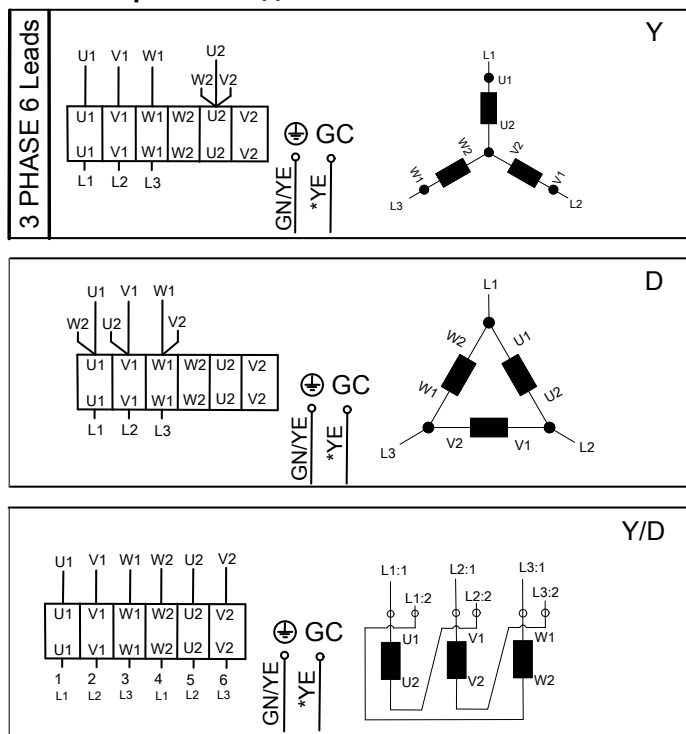 3 PHASE 6 Leads
Y
U1 V1 W1 U2
W2 V2
U1 V1 W1 W2 U2 V2
U1 V1 W1 W2 U2 V2
L1 L2 L3
GC
GN/YE *YE
L1
U1
U2
W2 V2
W1 V1
L3 L2
D
U1 V1 W1
W2 U2 V2
U1 V1 W1 W2 U2 V2
U1 V1 W1 W2 U2 V2
L1 L2 L3
GC
GN/YE *YE
L1
W2 U1
W1 U2
L3 V2 V1 L2
Y/D
U1 V1 W1 W2 U2 V2
U1 V1 W1 W2 U2 V2
U1 V1 W1 W2 U2 V2
1 2 3 4 5 6
L1 L2 L3 L1 L2 L3
GC
GN/YE *YE
L1:1 L2:1 L3:1
L1:2 L2:2 L3:2
U1 V1 W1
U2 V2 W2